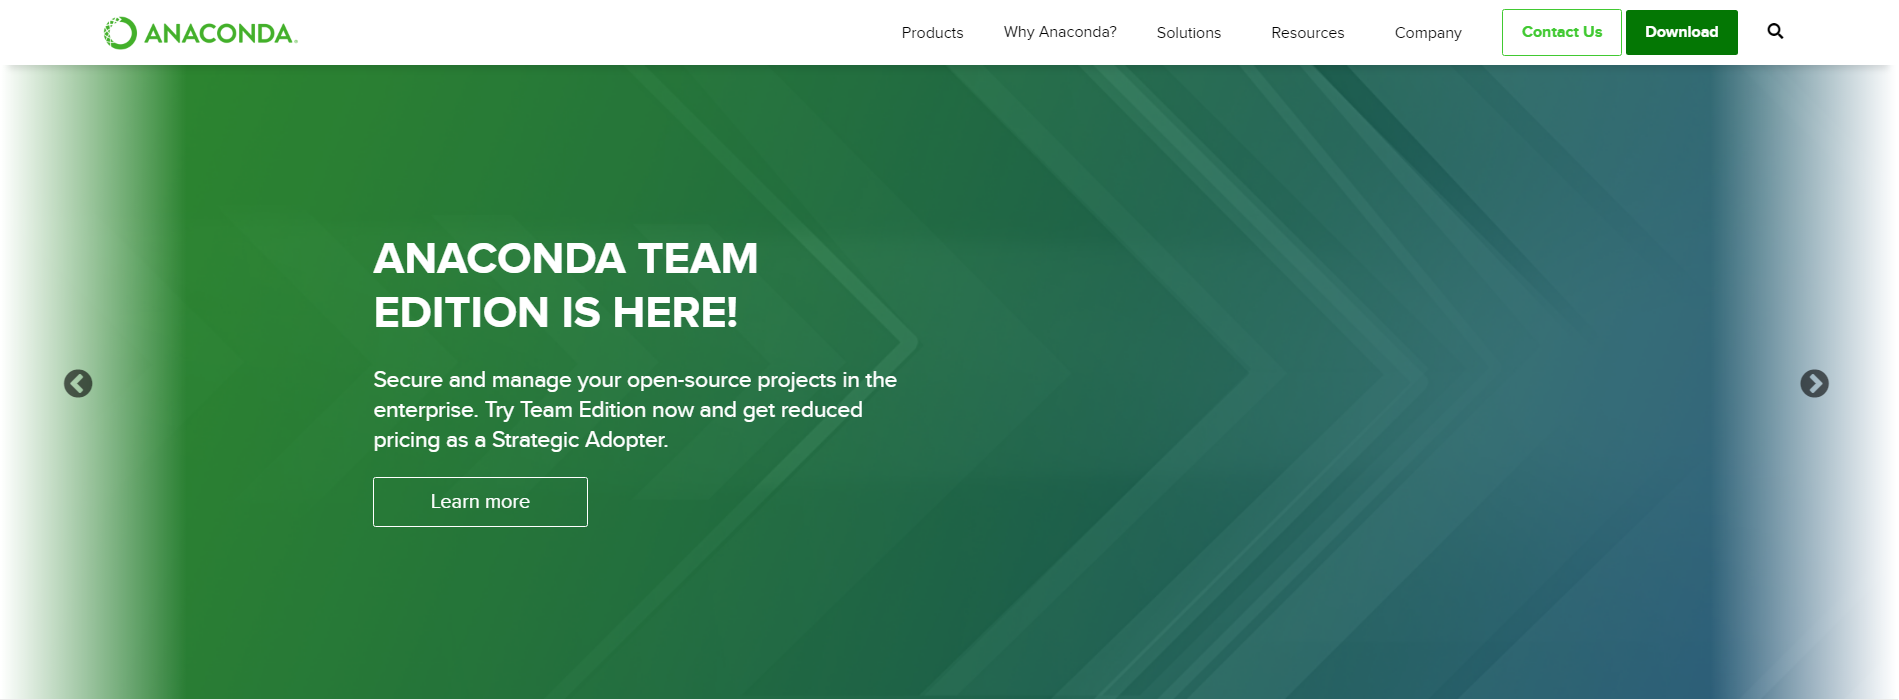 ANACONDA.
Products
Why Anaconda?
Solutions
Resources
Company
Contact Us
Download
ANACONDA TEAM
EDITION IS HERE!
Secure and manage your open-source projects in the
enterprise. Try Team Edition now and get reduced
pricing as a Strategic Adopter.
Learn more